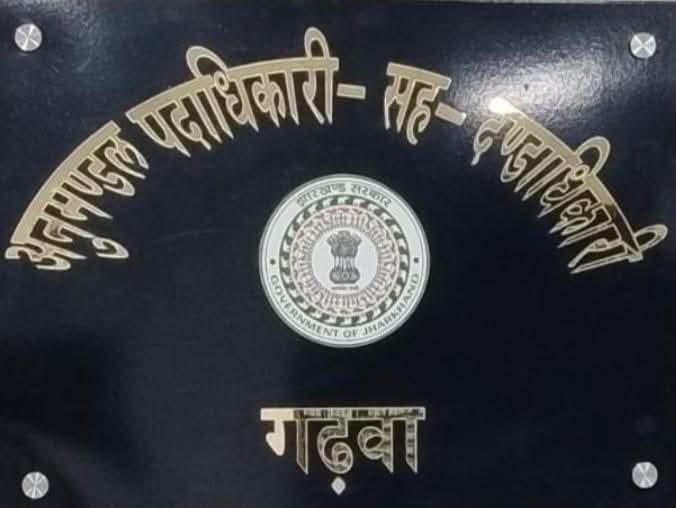 अनुमण्डल पदाधिकारी- सह- दण्डाधिकारी
झारखण्ड सरकार
GOVERNMENT OF JHARKHAND
गढ़वा